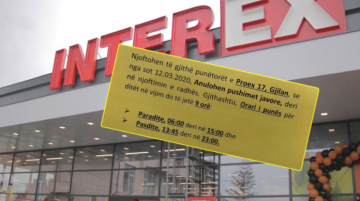 INTEREX
Njoftohen të gjithë punëtorët e Proex 17, Gjilan, se
nga sot 12.03.2020, Anulohen pushimet javore, deri
në njoftimin e radhës. Gjithashtu, Orari i punës për
ditët në vijim do të jetë 9 orë:
➤ Paradite, 06:00 deri në 15:00 dhe
➤ Pasdite, 13:45 deri në 23:00.